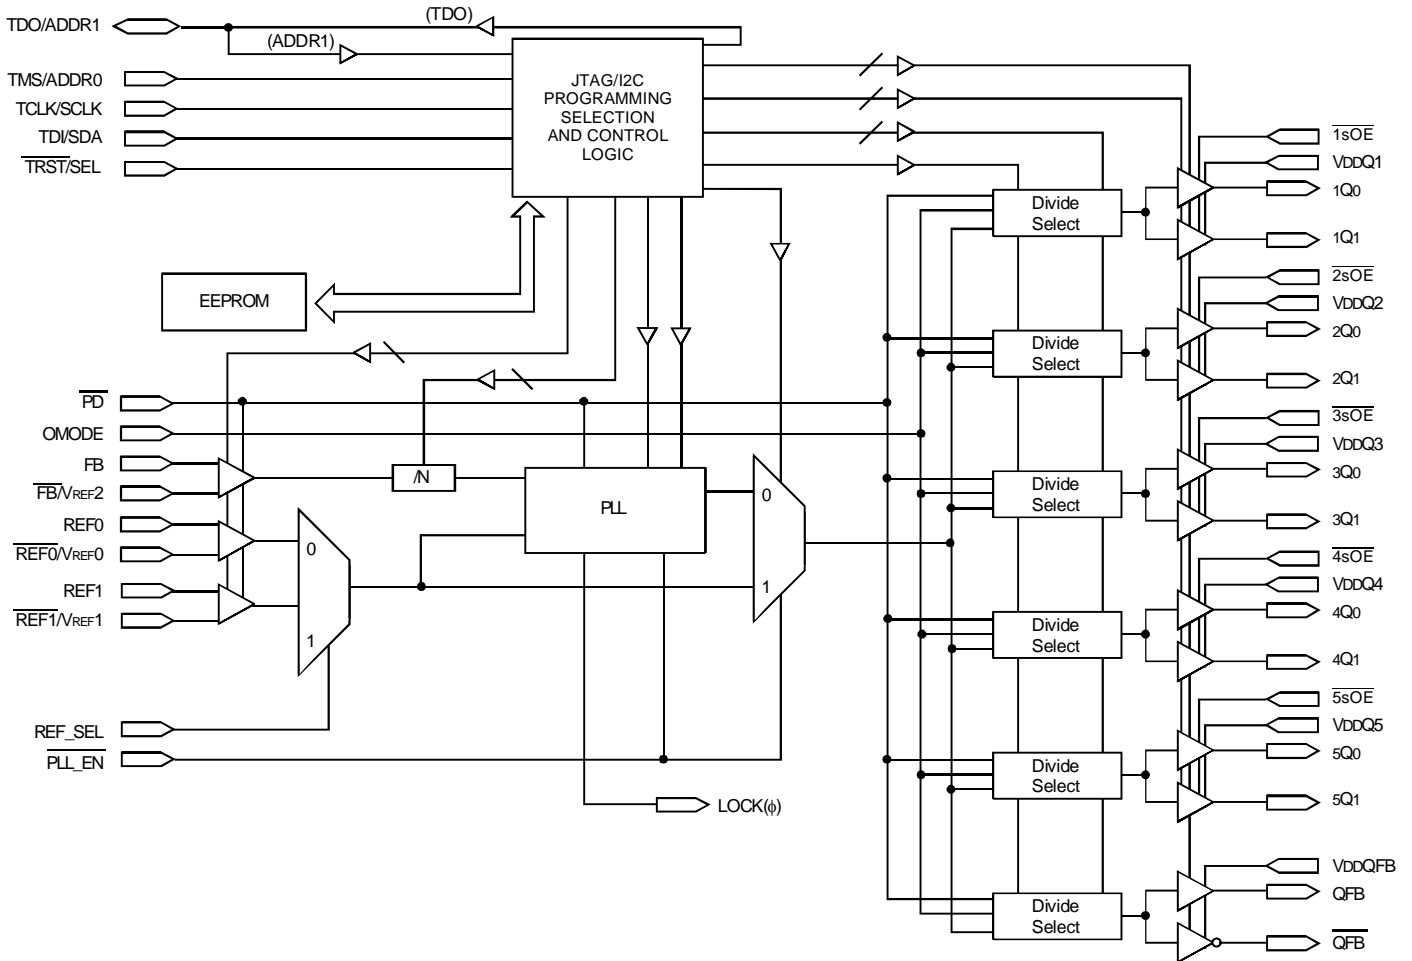 TDO/ADDR1
(TDO)
(ADDR1)
TMS/ADDR0
TCLK/SCLK
TDI/SDA
TRST/SEL
JTAG/I2C
PROGRAMMING
SELECTION
AND CONTROL
LOGIC
EEPROM
PD
OMODE
FB
FB/VREF2
REF0
REF0/VREF0
REF1
REF1/VREF1
REF_SEL
PLL_EN
/N
PLL
0
1
0
1
LOCK(ϕ)
Divide
Select
Divide
Select
Divide
Select
Divide
Select
Divide
Select
Divide
Select
1sOE
VDDQ1
1Q0
1Q1
2sOE
VDDQ2
2Q0
2Q1
3sOE
VDDQ3
3Q0
3Q1
4sOE
VDDQ4
4Q0
4Q1
5sOE
VDDQ5
5Q0
5Q1
VDDQFB
QFB
QFB